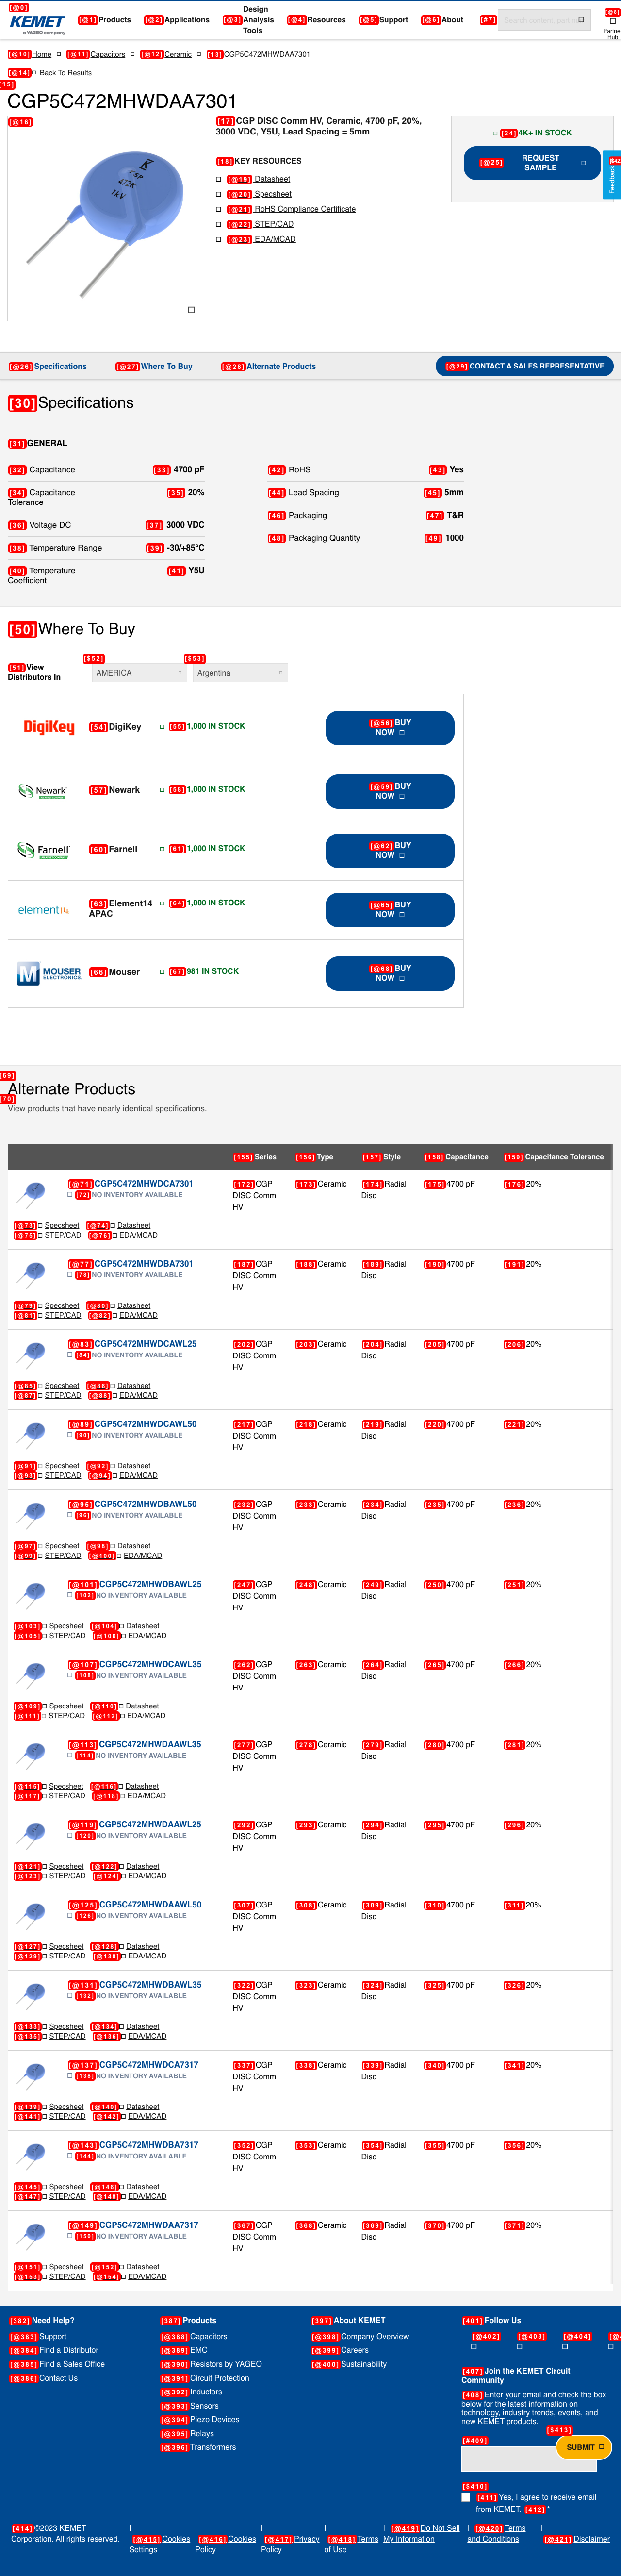 [@0]
KEMET
a YAGEO company
[@1] Products
[@2] Applications
[@3] Design Analysis Tools
[@4] Resources
[@5] Support
[@6] About
[#7]
[@8]
Partner Hub
[@10] Home
[@11] Capacitors
[@12] Ceramic
[13] CGP5C472MHWDAA7301
[@14] Back To Results
[15]
CGP5C472MHWDAA7301
[@16]
[17] CGP DISC Comm HV, Ceramic, 4700 pF, 20%,
3000 VDC, Y5U, Lead Spacing = 5mm
[18] KEY RESOURCES
[@19] Datasheet
[@20] Specsheet
[@21] RoHS Compliance Certificate
[@22] STEP/CAD
[@23] EDA/MCAD
[24] 4K+ IN STOCK
[@25] REQUEST
SAMPLE
Feedback
[@26] Specifications
[@27] Where To Buy
[@28] Alternate Products
[@29] CONTACT A SALES REPRESENTATIVE
[30] Specifications
[31] GENERAL
[32] Capacitance [33] 4700 pF
[34] Capacitance
Tolerance
[35] 20%
[36] Voltage DC [37] 3000 VDC
[38] Temperature Range [39] -30/+85°C
[40] Temperature
Coefficient
[41] Y5U
[42] RoHS [43] Yes
[44] Lead Spacing [45] 5mm
[46] Packaging [47] T&R
[48] Packaging Quantity [49] 1000
[50] Where To Buy
[51] View
Distributors In
[$52] AMERICA
[$53] Argentina
DigiKey [54] DigiKey [55] 1,000 IN STOCK [@56] BUY
NOW
Newark [57] Newark [58] 1,000 IN STOCK [@59] BUY
NOW
Farnell [60] Farnell [61] 1,000 IN STOCK [@62] BUY
NOW
element14 [63] Element14
APAC
[64] 1,000 IN STOCK [@65] BUY
NOW
MOUSER
ELECTRONICS
[66] Mouser [67] 981 IN STOCK [@68] BUY
NOW
[69]
Alternate Products
[70]
View products that have nearly identical specifications.
[155] Series [156] Type [157] Style [158] Capacitance [159] Capacitance Tolerance
[@71] CGP5C472MHWDCA7301 [172] CGP [173] Ceramic [174] Radial [175] 4700 pF [176] 20%
[72] NO INVENTORY AVAILABLE DISC Comm Disc
HV
[@73] Specsheet [@74] Datasheet
[@75] STEP/CAD [@76] EDA/MCAD
[@77] CGP5C472MHWDBA7301 [187] CGP [188] Ceramic [189] Radial [190] 4700 pF [191] 20%
[78] NO INVENTORY AVAILABLE DISC Comm Disc
HV
[@79] Specsheet [@80] Datasheet
[@81] STEP/CAD [@82] EDA/MCAD
[@83] CGP5C472MHWDCAWL25 [202] CGP [203] Ceramic [204] Radial [205] 4700 pF [206] 20%
[84] NO INVENTORY AVAILABLE DISC Comm Disc
HV
[@85] Specsheet [@86] Datasheet
[@87] STEP/CAD [@88] EDA/MCAD
[@89] CGP5C472MHWDCAWL50 [217] CGP [218] Ceramic [219] Radial [220] 4700 pF [221] 20%
[90] NO INVENTORY AVAILABLE DISC Comm Disc
HV
[@91] Specsheet [@92] Datasheet
[@93] STEP/CAD [@94] EDA/MCAD
[@95] CGP5C472MHWDBAWL50 [232] CGP [233] Ceramic [234] Radial [235] 4700 pF [236] 20%
[96] NO INVENTORY AVAILABLE DISC Comm Disc
HV
[@97] Specsheet [@98] Datasheet
[@99] STEP/CAD [@100] EDA/MCAD
[@101] CGP5C472MHWDBAWL25 [247] CGP [248] Ceramic [249] Radial [250] 4700 pF [251] 20%
[102] NO INVENTORY AVAILABLE DISC Comm Disc
HV
[@103] Specsheet [@104] Datasheet
[@105] STEP/CAD [@106] EDA/MCAD
[@107] CGP5C472MHWDCAWL35 [262] CGP [263] Ceramic [264] Radial [265] 4700 pF [266] 20%
[108] NO INVENTORY AVAILABLE DISC Comm Disc
HV
[@109] Specsheet [@110] Datasheet
[@111] STEP/CAD [@112] EDA/MCAD
[@113] CGP5C472MHWDAAWL35 [277] CGP [278] Ceramic [279] Radial [280] 4700 pF [281] 20%
[114] NO INVENTORY AVAILABLE DISC Comm Disc
HV
[@115] Specsheet [@116] Datasheet
[@117] STEP/CAD [@118] EDA/MCAD
[@119] CGP5C472MHWDAAWL25 [292] CGP [293] Ceramic [294] Radial [295] 4700 pF [296] 20%
[120] NO INVENTORY AVAILABLE DISC Comm Disc
HV
[@121] Specsheet [@122] Datasheet
[@123] STEP/CAD [@124] EDA/MCAD
[@125] CGP5C472MHWDAAWL50 [307] CGP [308] Ceramic [309] Radial [310] 4700 pF [311] 20%
[126] NO INVENTORY AVAILABLE DISC Comm Disc
HV
[@127] Specsheet [@128] Datasheet
[@129] STEP/CAD [@130] EDA/MCAD
[@131] CGP5C472MHWDBAWL35 [322] CGP [323] Ceramic [324] Radial [325] 4700 pF [326] 20%
[132] NO INVENTORY AVAILABLE DISC Comm Disc
HV
[@133] Specsheet [@134] Datasheet
[@135] STEP/CAD [@136] EDA/MCAD
[@137] CGP5C472MHWDCA7317 [337] CGP [338] Ceramic [339] Radial [340] 4700 pF [341] 20%
[138] NO INVENTORY AVAILABLE DISC Comm Disc
HV
[@139] Specsheet [@140] Datasheet
[@141] STEP/CAD [@142] EDA/MCAD
[@143] CGP5C472MHWDBA7317 [352] CGP [353] Ceramic [354] Radial [355] 4700 pF [356] 20%
[144] NO INVENTORY AVAILABLE DISC Comm Disc
HV
[@145] Specsheet [@146] Datasheet
[@147] STEP/CAD [@148] EDA/MCAD
[@149] CGP5C472MHWDAA7317 [367] CGP [368] Ceramic [369] Radial [370] 4700 pF [371] 20%
[150] NO INVENTORY AVAILABLE DISC Comm Disc
HV
[@151] Specsheet [@152] Datasheet
[@153] STEP/CAD [@154] EDA/MCAD
[382] Need Help?
[@383] Support
[@384] Find a Distributor
[@385] Find a Sales Office
[@386] Contact Us
[387] Products
[@388] Capacitors
[@389] EMC
[@390] Resistors by YAGEO
[@391] Circuit Protection
[@392] Inductors
[@393] Sensors
[@394] Piezo Devices
[@395] Relays
[@396] Transformers
[397] About KEMET
[@398] Company Overview
[@399] Careers
[@400] Sustainability
[401] Follow Us
[@402] [@403] [@404]
[407] Join the KEMET Circuit
Community
[408] Enter your email and check the box
below for the latest information on
technology, industry trends, events, and
new KEMET products.
[#409]
[$413]
SUBMIT
[$410]
[411] Yes, I agree to receive email
from KEMET. [412] *
[414] ©2023 KEMET
Corporation. All rights reserved.
| [@415] Cookies
Settings
| [@416] Cookies
Policy
| [@417] Privacy
Policy
| [@418] Terms
of Use
| [@419] Do Not Sell
My Information
| [@420] Terms
and Conditions
| [@421] Disclaimer